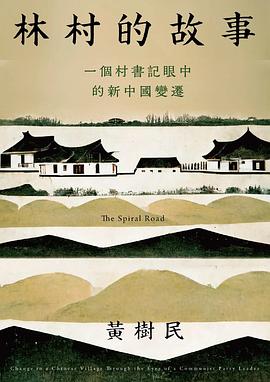 林村的故事
一個村書記眼中
的新中國變遷
The Spiral Road
黃樹民
Change in a Chinese Village Through the Eyes of a Communist Party Leader